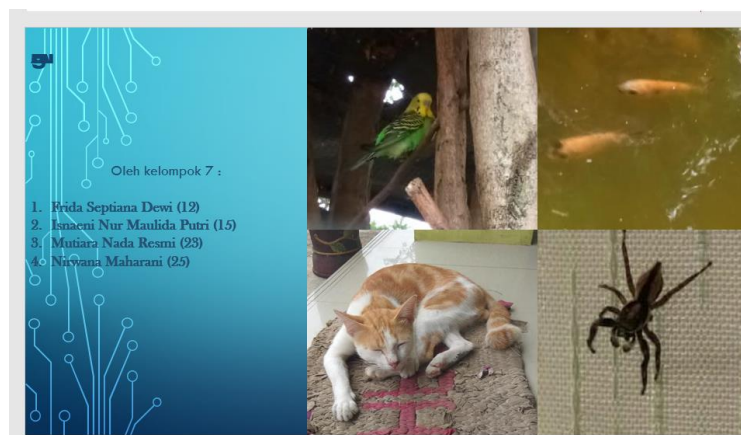 Oleh kelompok 7 :
1. Frida Septiana Dewi (12)
2. Isnaeni Nur Maulida Putri (15)
3. Mutiara Nada Resmi (23)
4. Nirwana Maharani (25)